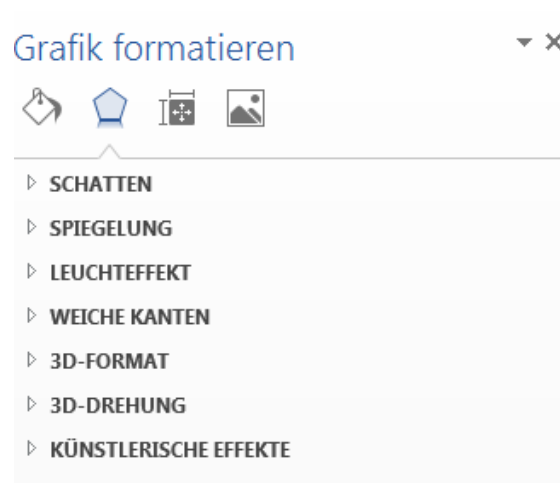 Grafik formatieren
SCHATTEN
SPIEGELUNG
LEUCHTEFFEKT
WEICHE KANTEN
3D-FORMAT
3D-DREHUNG
KÜNSTLERISCHE EFFEKTE